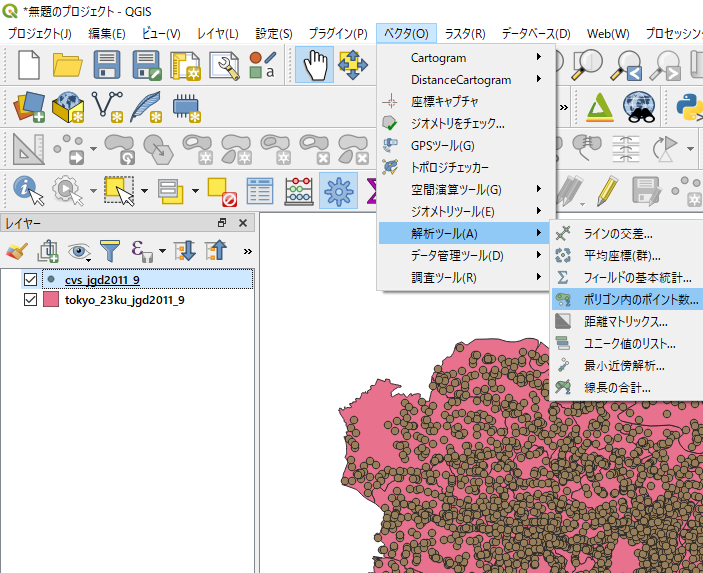 *無題のプロジェクト - QGIS
プロジェクト(J) 編集(E) ビュー(V) レイヤ(L) 設定(S) プラグイン(P) ベクタ(O) ラスタ(R) データベース(D) Web(W) プロセッシン
Cartogram
DistanceCartogram
座標キャプチャ
ジオメトリをチェック...
GPSツール(G)
トポロジチェッカー
空間演算ツール(G)
ジオメトリツール(E)
解析ツール(A)
データ管理ツール(D)
調査ツール(R)
ラインの交差...
平均座標(群)...
フィールドの基本統計...
ポリゴン内のポイント数...
距離マトリックス...
ユニーク値のリスト...
最小近傍解析...
線長の合計...
レイヤー
cvs_jgd2011_9
tokyo_23ku_jgd2011_9